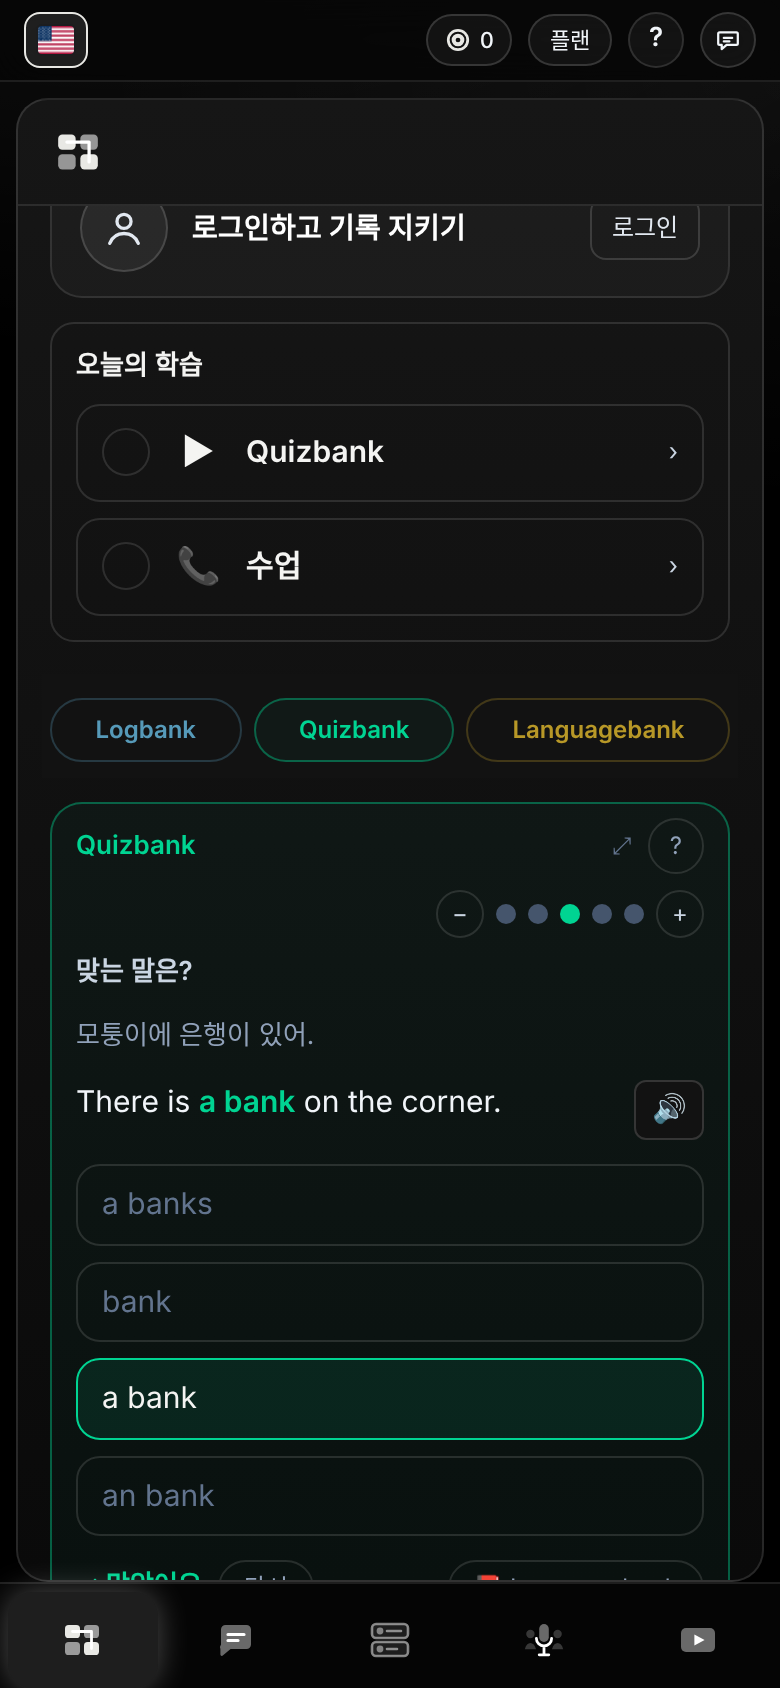 0
플랜
?
로그인하고 기록 지키기
로그인
오늘의 학습
Quizbank
수업
Logbank
Quizbank
Languagebank
Quizbank
?
맞는 말은?
모퉁이에 은행이 있어.
There is a bank on the corner.
a banks
bank
a bank
an bank